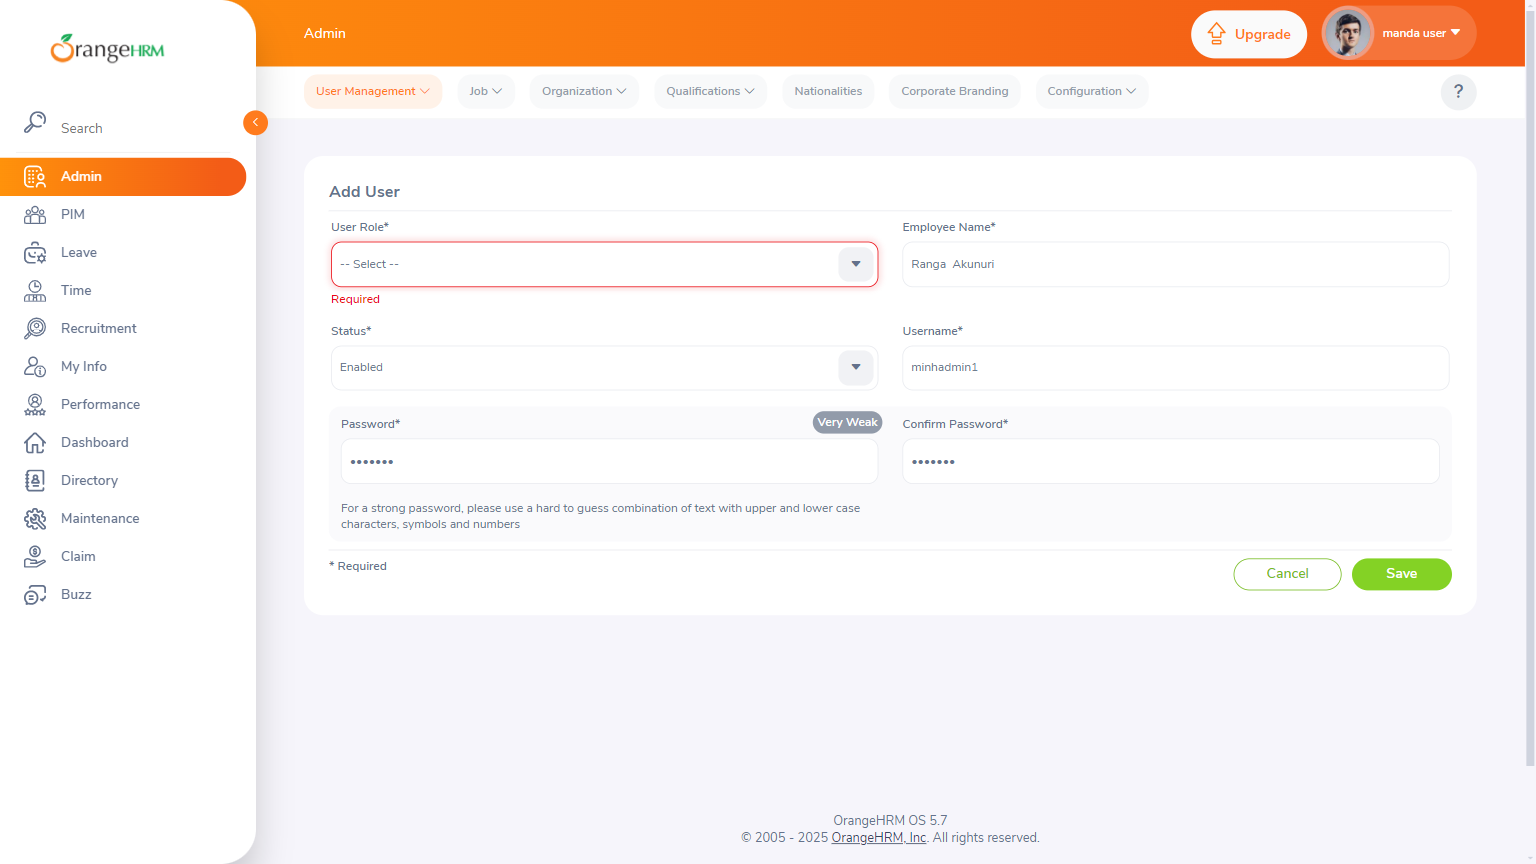 OrangeHRM
Admin
Upgrade
manda user
User Management
Job
Organization
Qualifications
Nationalities
Corporate Branding
Configuration
?
Search
Admin
PIM
Leave
Time
Recruitment
My Info
Performance
Dashboard
Directory
Maintenance
Claim
Buzz
Add User
User Role*
Employee Name*
-- Select --
Ranga  Akunuri
Required
Status*
Username*
Enabled
minhadmin1
Password*
Very Weak
Confirm Password*
•••••••
•••••••
For a strong password, please use a hard to guess combination of text with upper and lower case
characters, symbols and numbers
* Required
Cancel
Save
OrangeHRM OS 5.7
© 2005 - 2025 OrangeHRM, Inc. All rights reserved.